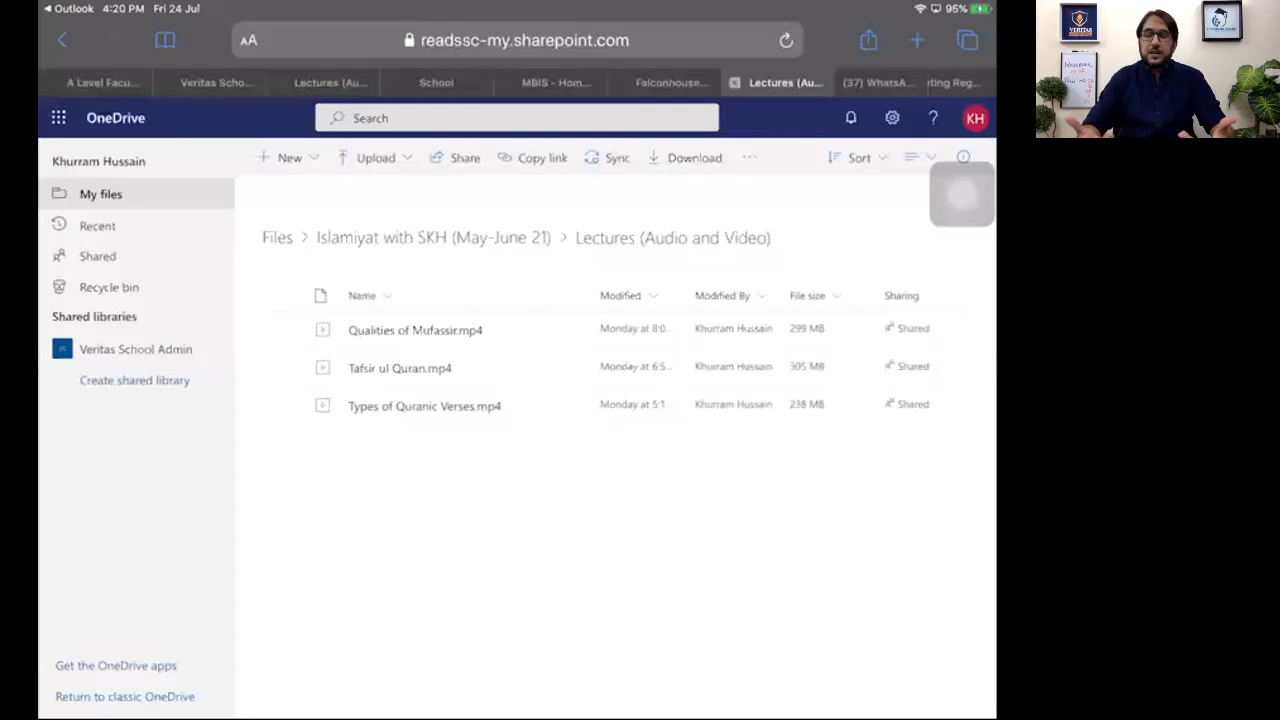 Outlook 4:20 PM Fri 24 Jul 95%
AA readssc-my.sharepoint.com
A Level Facu... Veritas Scho... Lectures (Au... School MBIS - Hom... Falconhouse... Lectures (Au... (37) WhatsA... rting Reg...
OneDrive Search ? KH
Khurram Hussain New Upload Share Copy link Sync Download ... Sort
My files
Recent
Shared
Recycle bin
Shared libraries
Veritas School Admin
Create shared library
Files > Islamiyat with SKH (May-June 21) > Lectures (Audio and Video)
Name Modified Modified By File size Sharing
Qualities of Mufassir.mp4 Monday at 8:0... Khurram Hussain 299 MB Shared
Tafsir ul Quran.mp4 Monday at 6:5... Khurram Hussain 305 MB Shared
Types of Quranic Verses.mp4 Monday at 5:1... Khurram Hussain 238 MB Shared
Get the OneDrive apps
Return to classic OneDrive
VERITAS